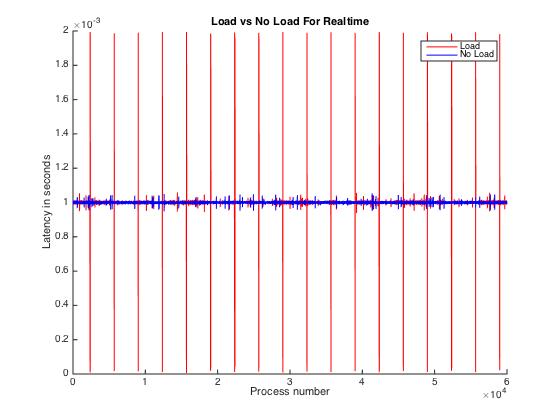 Load vs No Load For Realtime
×10⁻³
2
1.8
1.6
1.4
1.2
1
0.8
0.6
0.4
0.2
0
Latency in seconds
Load
No Load
0 1 2 3 4 5 6
Process number
×10⁴